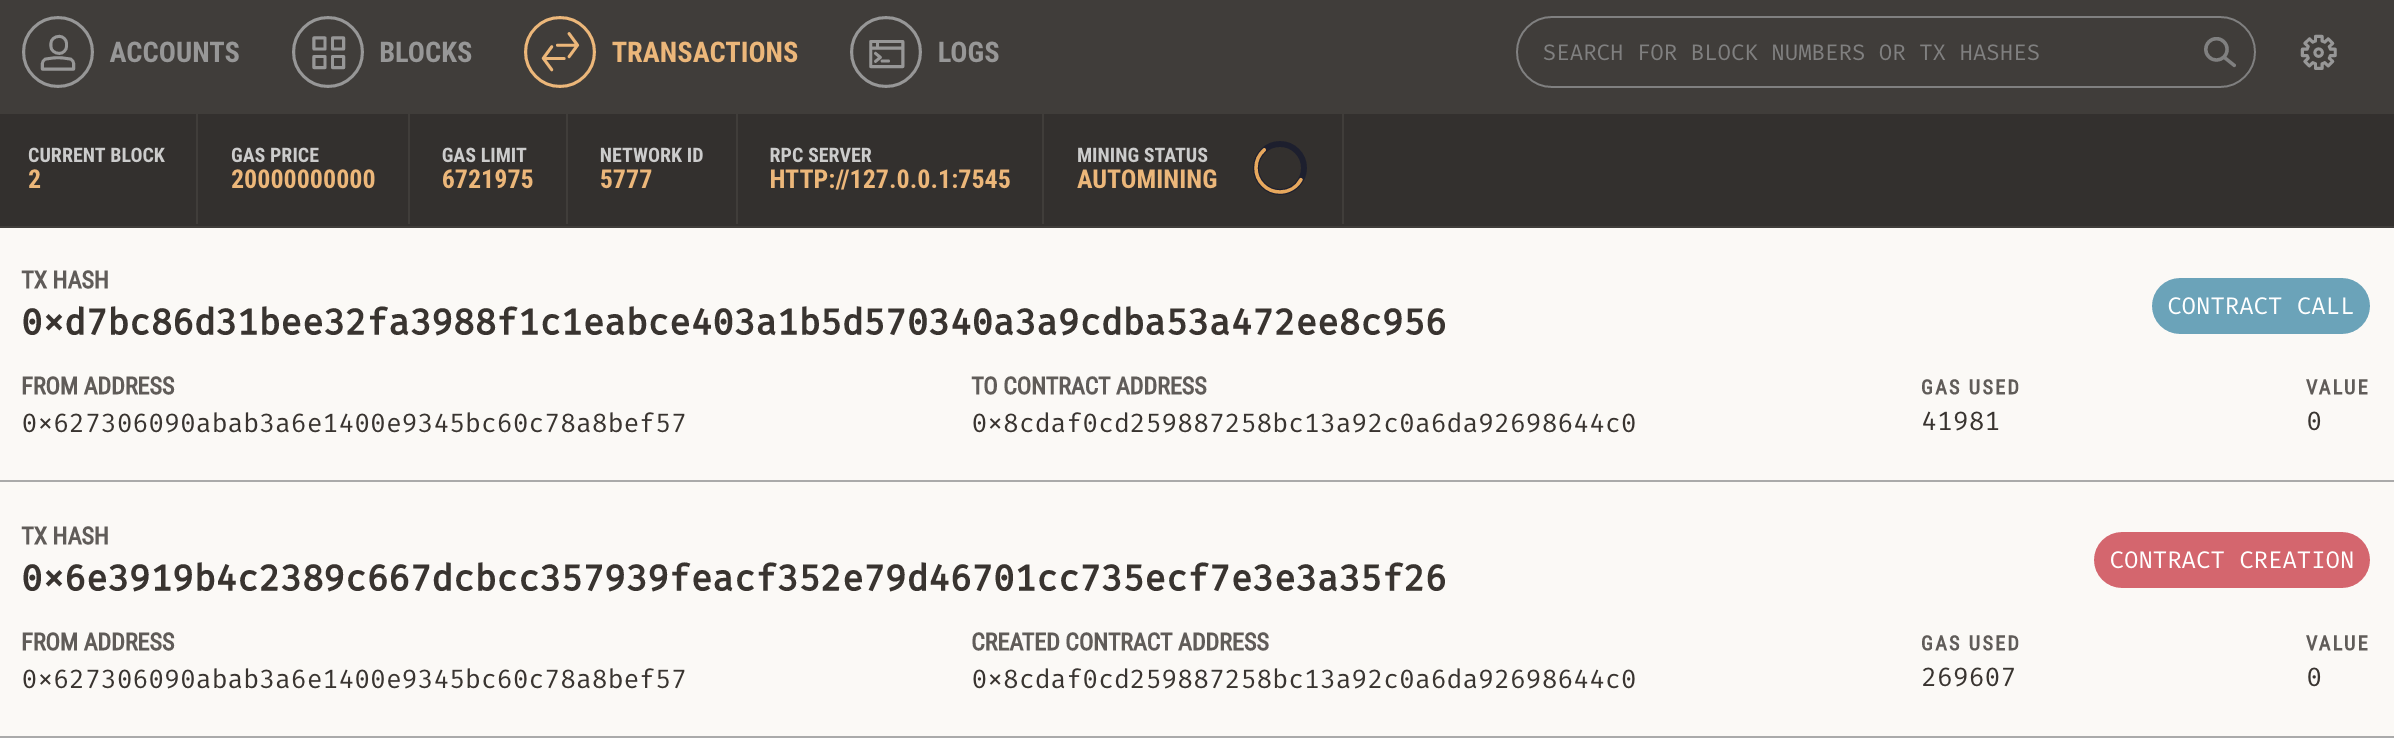 ACCOUNTS BLOCKS TRANSACTIONS LOGS SEARCH FOR BLOCK NUMBERS OR TX HASHES
CURRENT BLOCK GAS PRICE GAS LIMIT NETWORK ID RPC SERVER MINING STATUS
2 20000000000 6721975 5777 HTTP://127.0.0.1:7545 AUTOMINING
TX HASH
0×d7bc86d31bee32fa3988f1c1eabce403a1b5d570340a3a9cdba53a472ee8c956 CONTRACT CALL
FROM ADDRESS TO CONTRACT ADDRESS GAS USED VALUE
0×627306090abab3a6e1400e9345bc60c78a8bef57 0×8cdaf0cd259887258bc13a92c0a6da92698644c0 41981 0
TX HASH
0×6e3919b4c2389c667dcbcc357939feacf352e79d46701cc735ecf7e3e3a35f26 CONTRACT CREATION
FROM ADDRESS CREATED CONTRACT ADDRESS GAS USED VALUE
0×627306090abab3a6e1400e9345bc60c78a8bef57 0×8cdaf0cd259887258bc13a92c0a6da92698644c0 269607 0